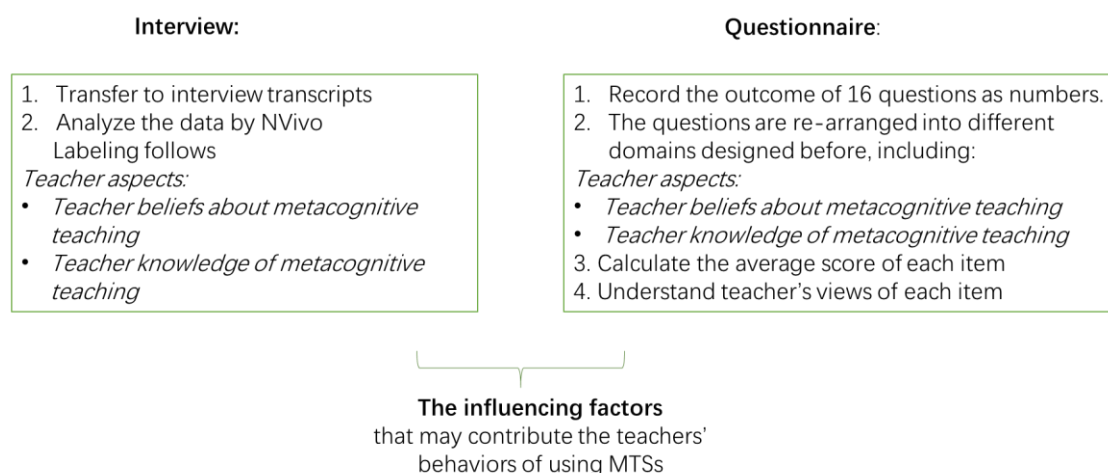 Interview:
1. Transfer to interview transcripts
2. Analyze the data by NVivo
Labeling follows
Teacher aspects:
• Teacher beliefs about metacognitive
teaching
• Teacher knowledge of metacognitive
teaching
Questionnaire:
1. Record the outcome of 16 questions as numbers.
2. The questions are re-arranged into different
domains designed before, including:
Teacher aspects:
• Teacher beliefs about metacognitive teaching
• Teacher knowledge of metacognitive teaching
3. Calculate the average score of each item
4. Understand teacher's views of each item
The influencing factors
that may contribute the teachers'
behaviors of using MTSs